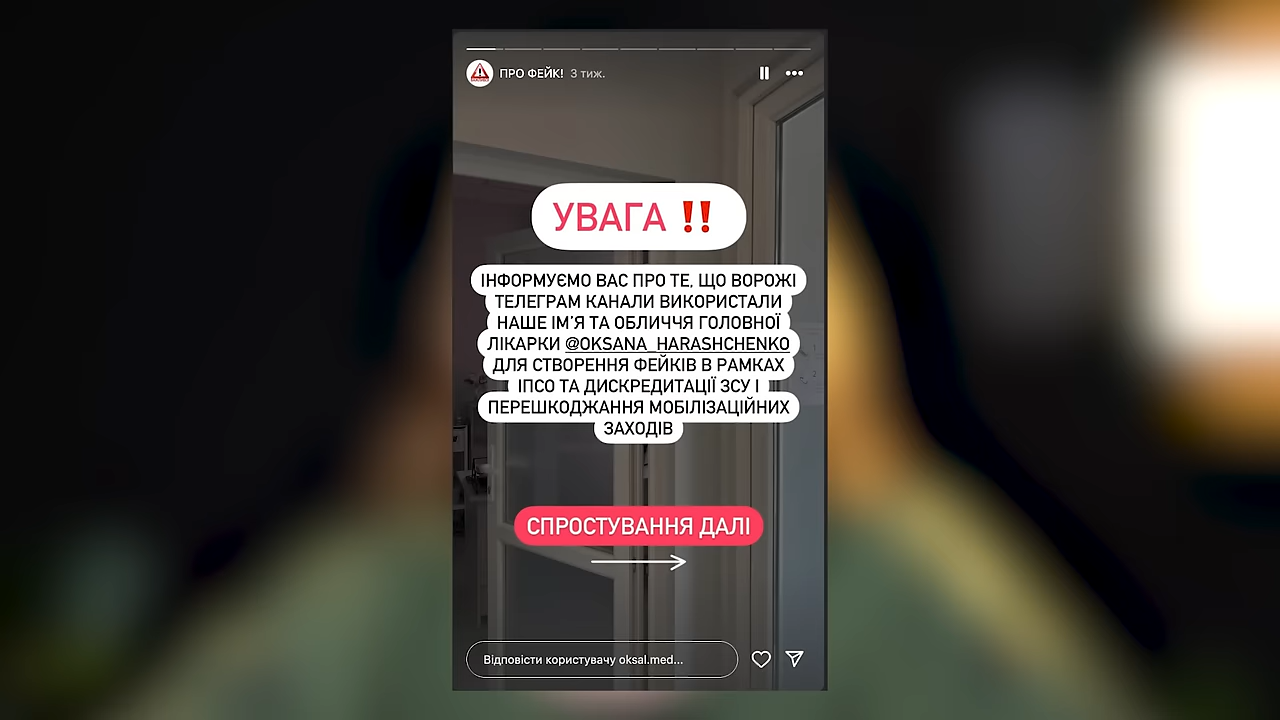 ПРО ФЕЙК! 3 тиж.
УВАГА ‼️
ІНФОРМУЄМО ВАС ПРО ТЕ, ЩО ВОРОЖІ
ТЕЛЕГРАМ КАНАЛИ ВИКОРИСТАЛИ
НАШЕ ІМ’Я ТА ОБЛИЧЧЯ ГОЛОВНОЇ
ЛІКАРКИ @OKSANA_HARASHCHENKO
ДЛЯ СТВОРЕННЯ ФЕЙКІВ В РАМКАХ
ІПСО ТА ДИСКРЕДИТАЦІЇ ЗСУ І
ПЕРЕШКОДЖАННЯ МОБІЛІЗАЦІЙНИХ
ЗАХОДІВ
СПРОСТУВАННЯ ДАЛІ
Відповісти користувачу oksal.med...